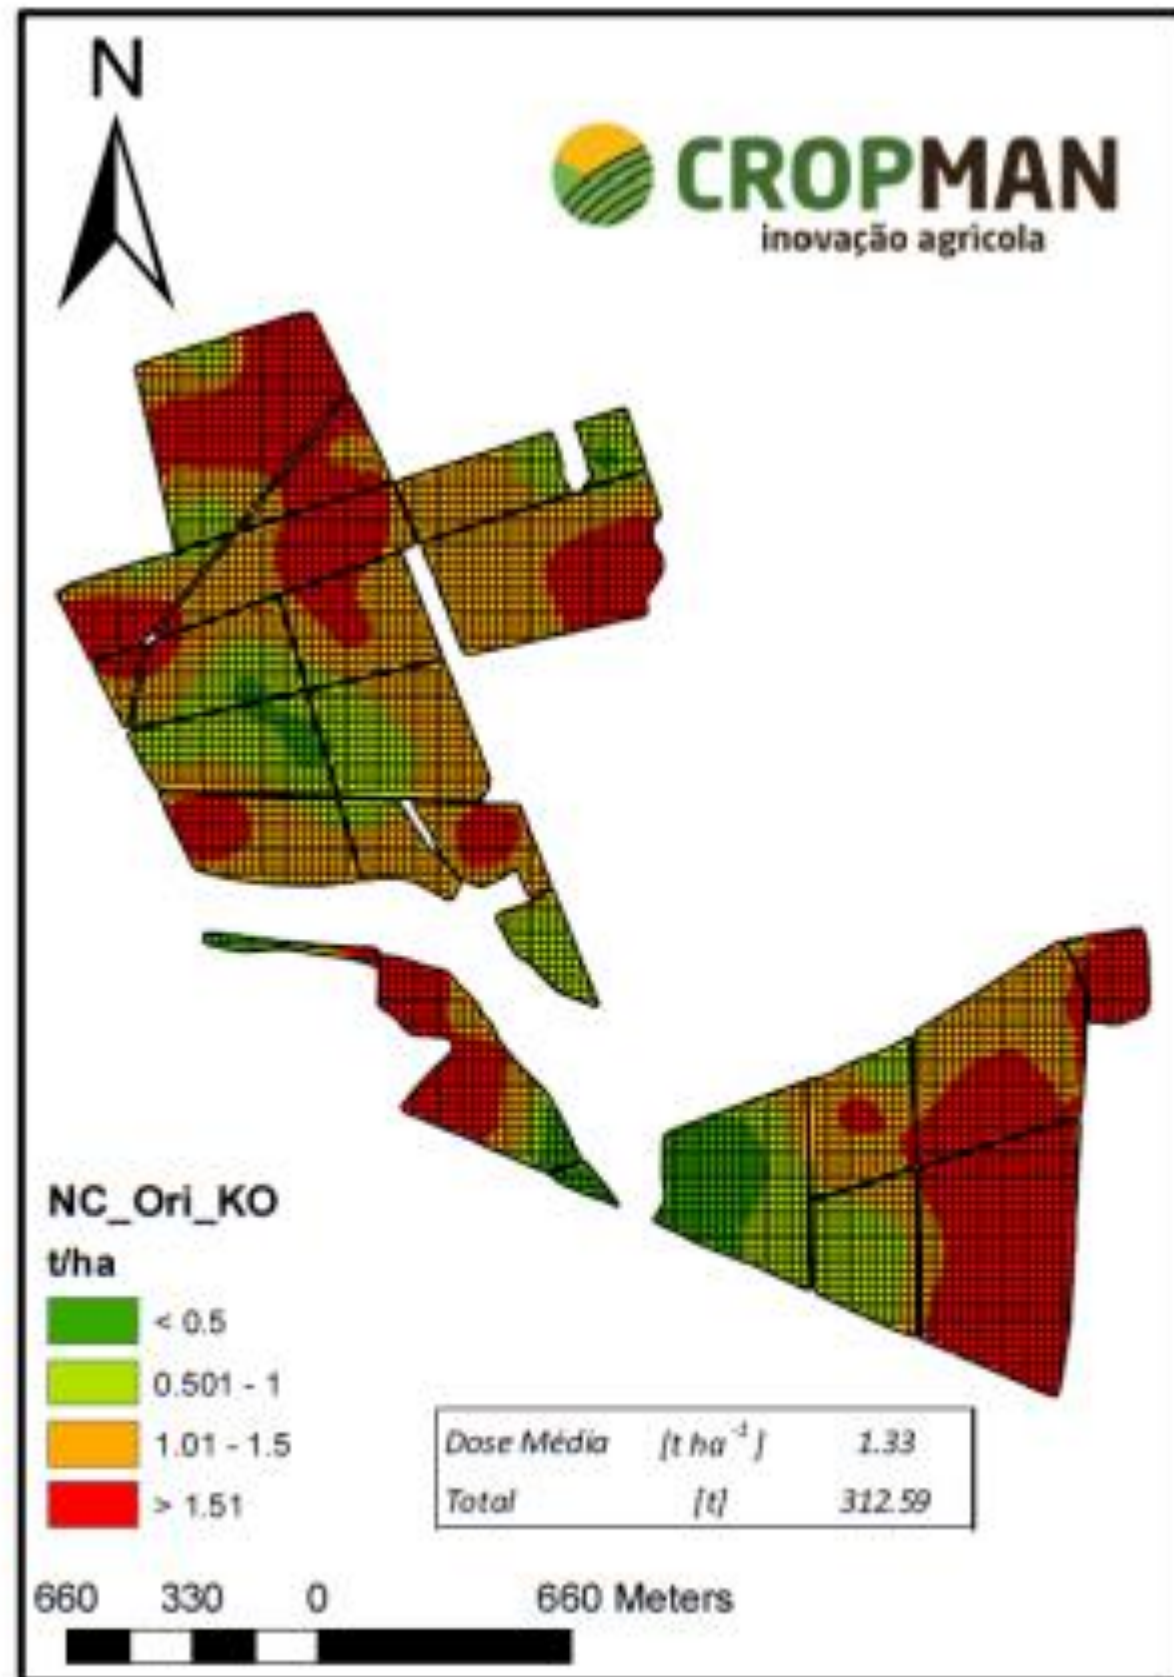 N
CROPMAN
inovação agricola
NC_Ori_KO
t/ha
< 0.5
0.501 - 1
1.01 - 1.5
> 1.51
Dose Média [t ha⁻¹] 1.33
Total [t] 312.59
660 330 0 660 Meters